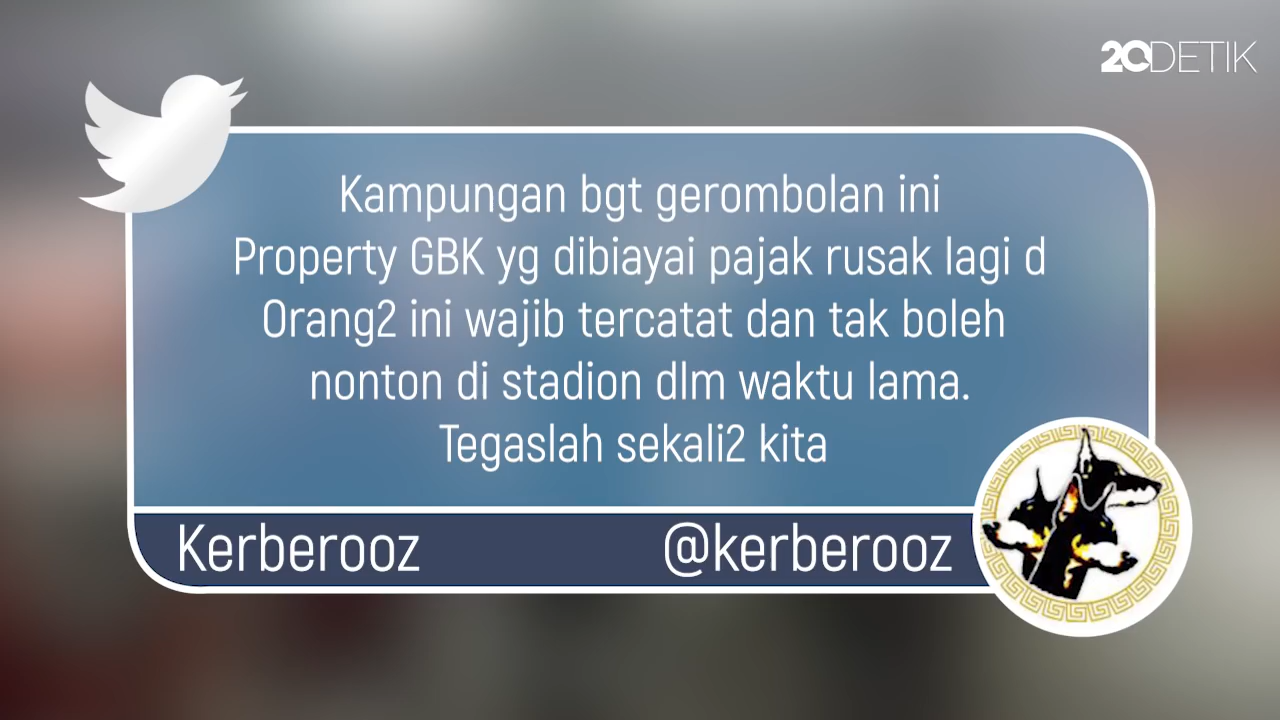 20DETIK
Kampungan bgt gerombolan ini
Property GBK yg dibiayai pajak rusak lagi d
Orang2 ini wajib tercatat dan tak boleh
nonton di stadion dlm waktu lama.
Tegaslah sekali2 kita
Kerberooz @kerberooz